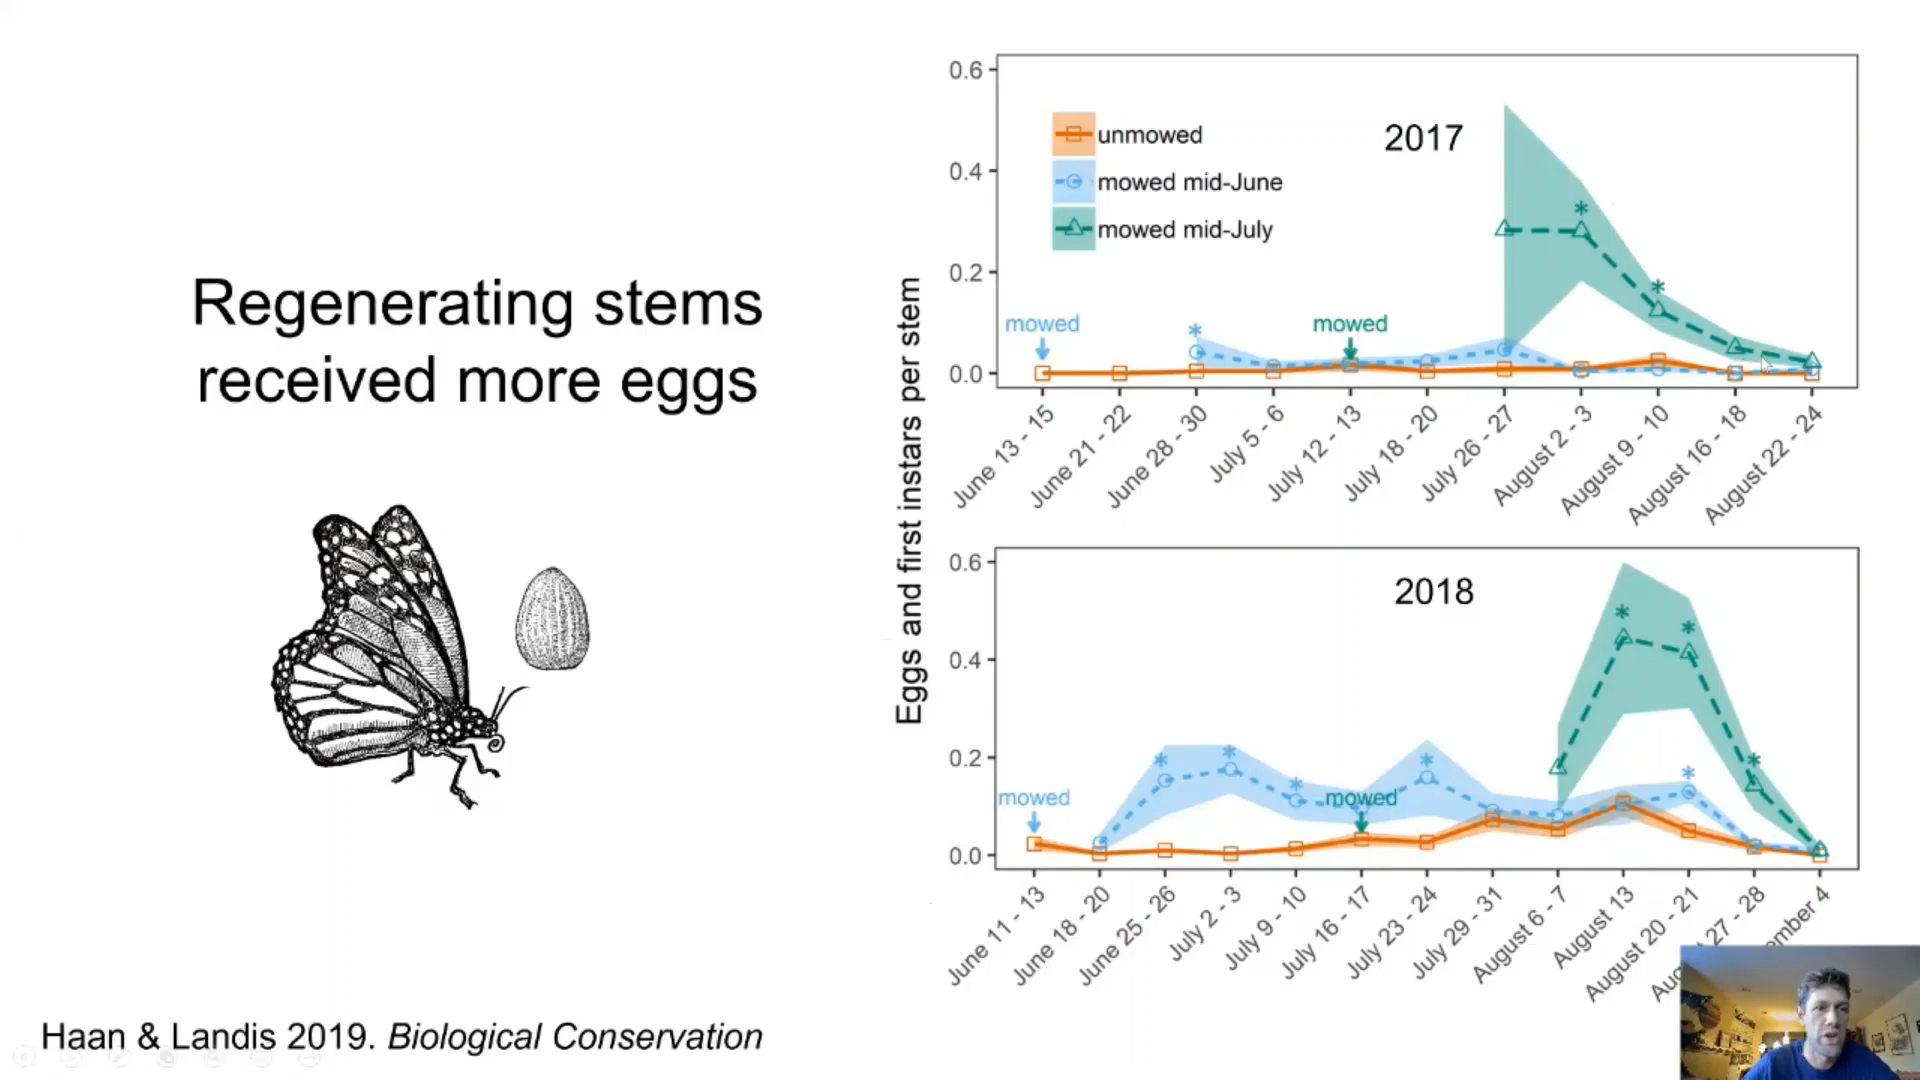 Regenerating stems
received more eggs
Haan & Landis 2019. Biological Conservation
Eggs and first instars per stem
0.6
0.4
0.2
0.0
unmowed
mowed mid-June
mowed mid-July
2017
*
*
*
mowed
mowed
June 13 - 15
June 21 - 22
June 28 - 30
July 5 - 6
July 12 - 13
July 18 - 20
July 26 - 27
August 2 - 3
August 9 - 10
August 16 - 18
August 22 - 24
0.6
0.4
0.2
0.0
2018
*
*
*
*
*
*
*
*
mowed
mowed
June 11 - 13
June 18 - 20
June 25 - 26
July 2 - 3
July 9 - 10
July 16 - 17
July 23 - 24
July 29 - 31
August 6 - 7
August 13
August 20 - 21
27 - 28
4